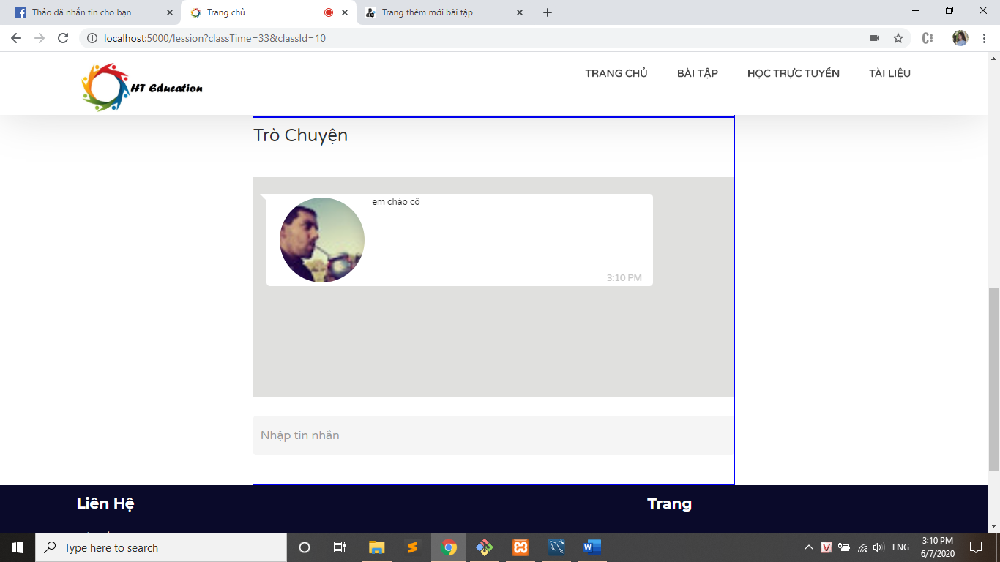 Thảo đã nhắn tin cho bạn
Trang chủ
Trang thêm mới bài tập
localhost:5000/lession?classTime=33&classId=10
HT Education
TRANG CHỦ
BÀI TẬP
HỌC TRỰC TUYẾN
TÀI LIỆU
Trò Chuyện
em chào cô
3:10 PM
Nhập tin nhắn
Liên Hệ
Trang
Type here to search
ENG
3:10 PM
6/7/2020